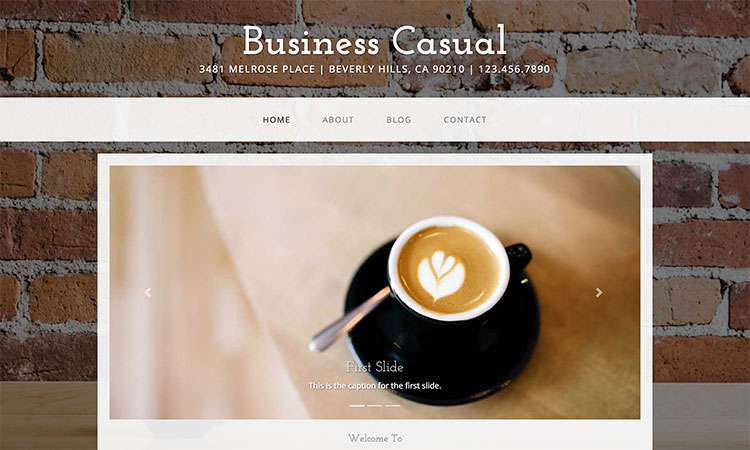 Business Casual
3481 MELROSE PLACE | BEVERLY HILLS, CA 90210 | 123.456.7890
HOME ABOUT BLOG CONTACT
First Slide
This is the caption for the first slide.
Welcome To